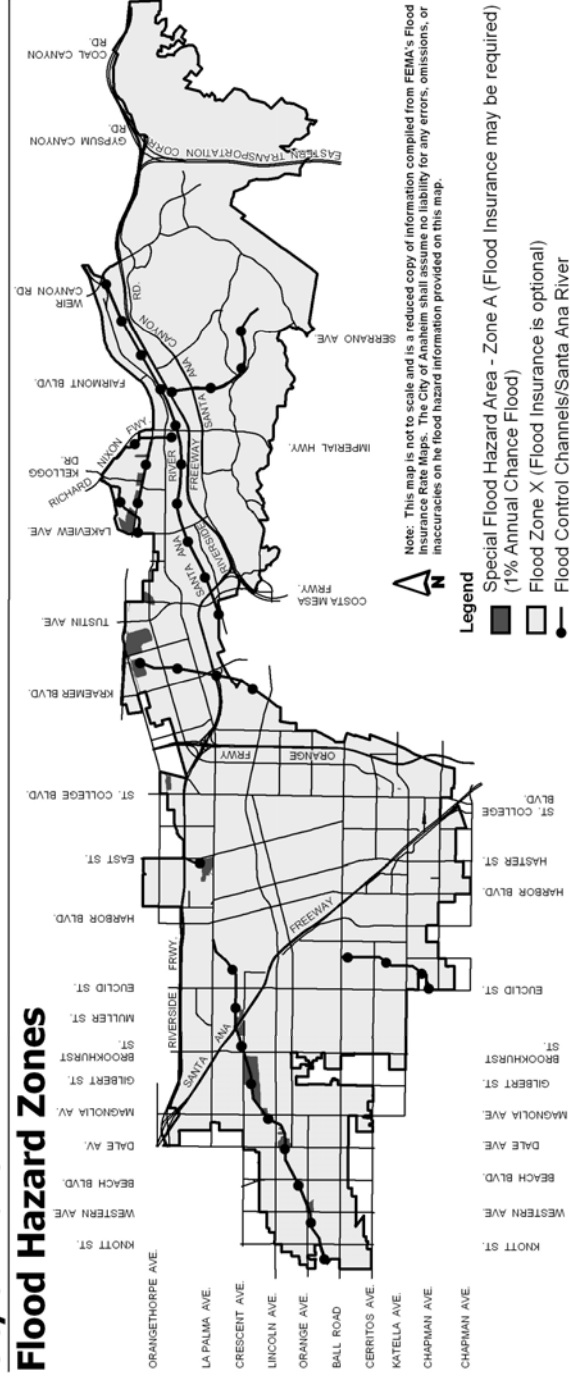 Flood Hazard Zones
ORANGETHORPE AVE.
LA PALMA AVE.
CRESCENT AVE.
LINCOLN AVE.
ORANGE AVE.
BALL ROAD
CERRITOS AVE.
KATELLA AVE.
CHAPMAN AVE.
CHAPMAN AVE.
KNOTT ST.
WESTERN AVE
BEACH BLVD.
DALE AV.
MAGNOLIA AV.
GILBERT ST.
BROOKHURST
ST.
MULLER ST.
EUCLID ST.
HARBOR BLVD.
EAST ST.
ST. COLLEGE BLVD.
KRAEMER BLVD.
TUSTIN AVE.
LAKEVIEW AVE.
KELLOGG
DR.
RICHARD NIXON FWY.
FAIRMONT BLVD.
WEIR
CANYON RD.
GYPSUM CANYON
RD.
COAL CANYON
RD.
RIVERSIDE FRWY.
SANTA ANA FREEWAY
ORANGE FRWY
SANTA ANA RIVER
RIVERSIDE FREEWAY
SANTA ANA CANYON RD.
EASTERN TRANSPORTATION CORR.
KNOTT ST.
WESTERN AVE.
BEACH BLVD.
DALE AVE
MAGNOLIA AVE
GILBERT ST.
BROOKHURST
ST.
EUCLID ST.
HARBOR BLVD.
HASTER ST.
ST. COLLEGE
BLVD.
COSTA MESA
FRWY.
IMPERIAL HWY.
SERRANO AVE.
N
Note: This map is not to scale and is a reduced copy of information compiled from FEMA's Flood
Insurance Rate Maps. The City of Anaheim shall assume no liability for any errors, omissions, or
inaccuracies on he flood hazard information provided on this map.
Legend
Special Flood Hazard Area - Zone A (Flood Insurance may be required)
(1% Annual Chance Flood)
Flood Zone X (Flood Insurance is optional)
Flood Control Channels/Santa Ana River